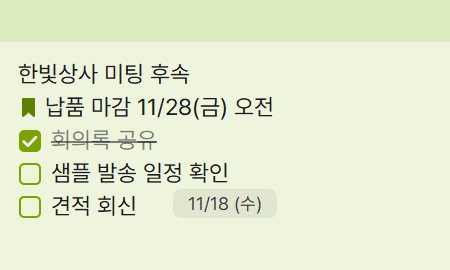 한빛상사 미팅 후속
납품 마감 11/28(금) 오전
회의록 공유
샘플 발송 일정 확인
견적 회신 11/18 (수)